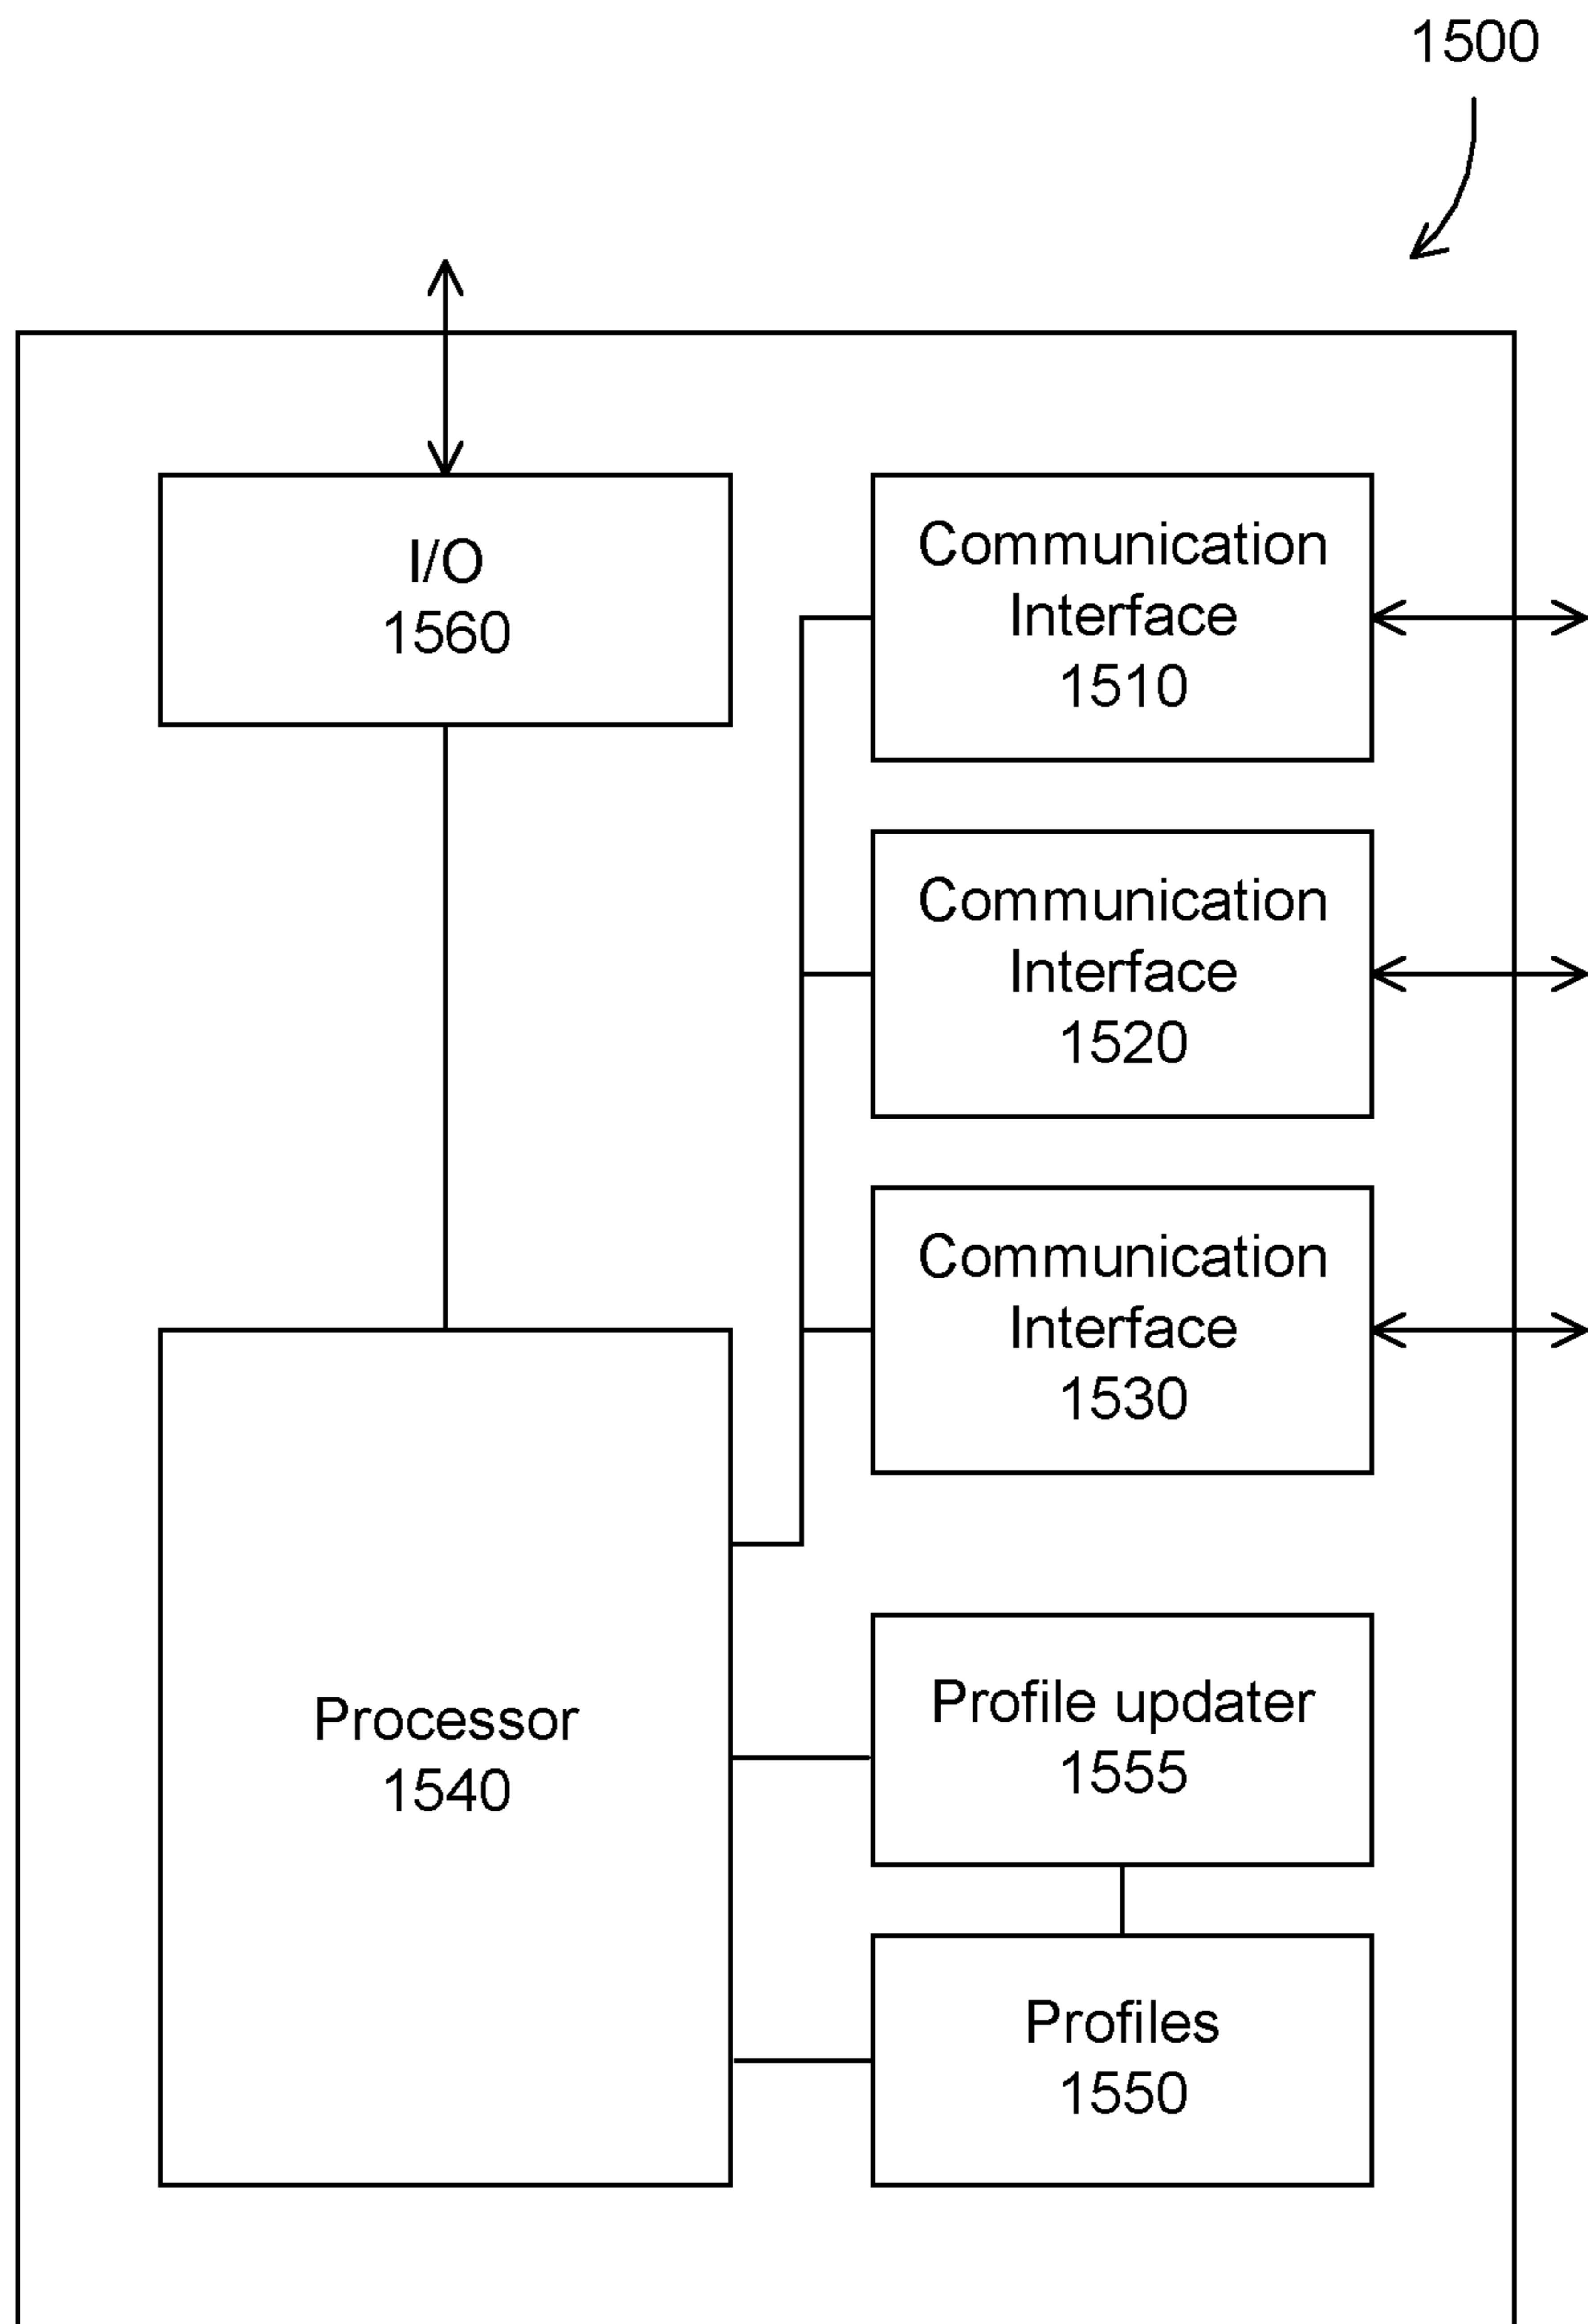 1500
I/O
1560
Communication
Interface
1510
Communication
Interface
1520
Communication
Interface
1530
Processor
1540
Profile updater
1555
Profiles
1550